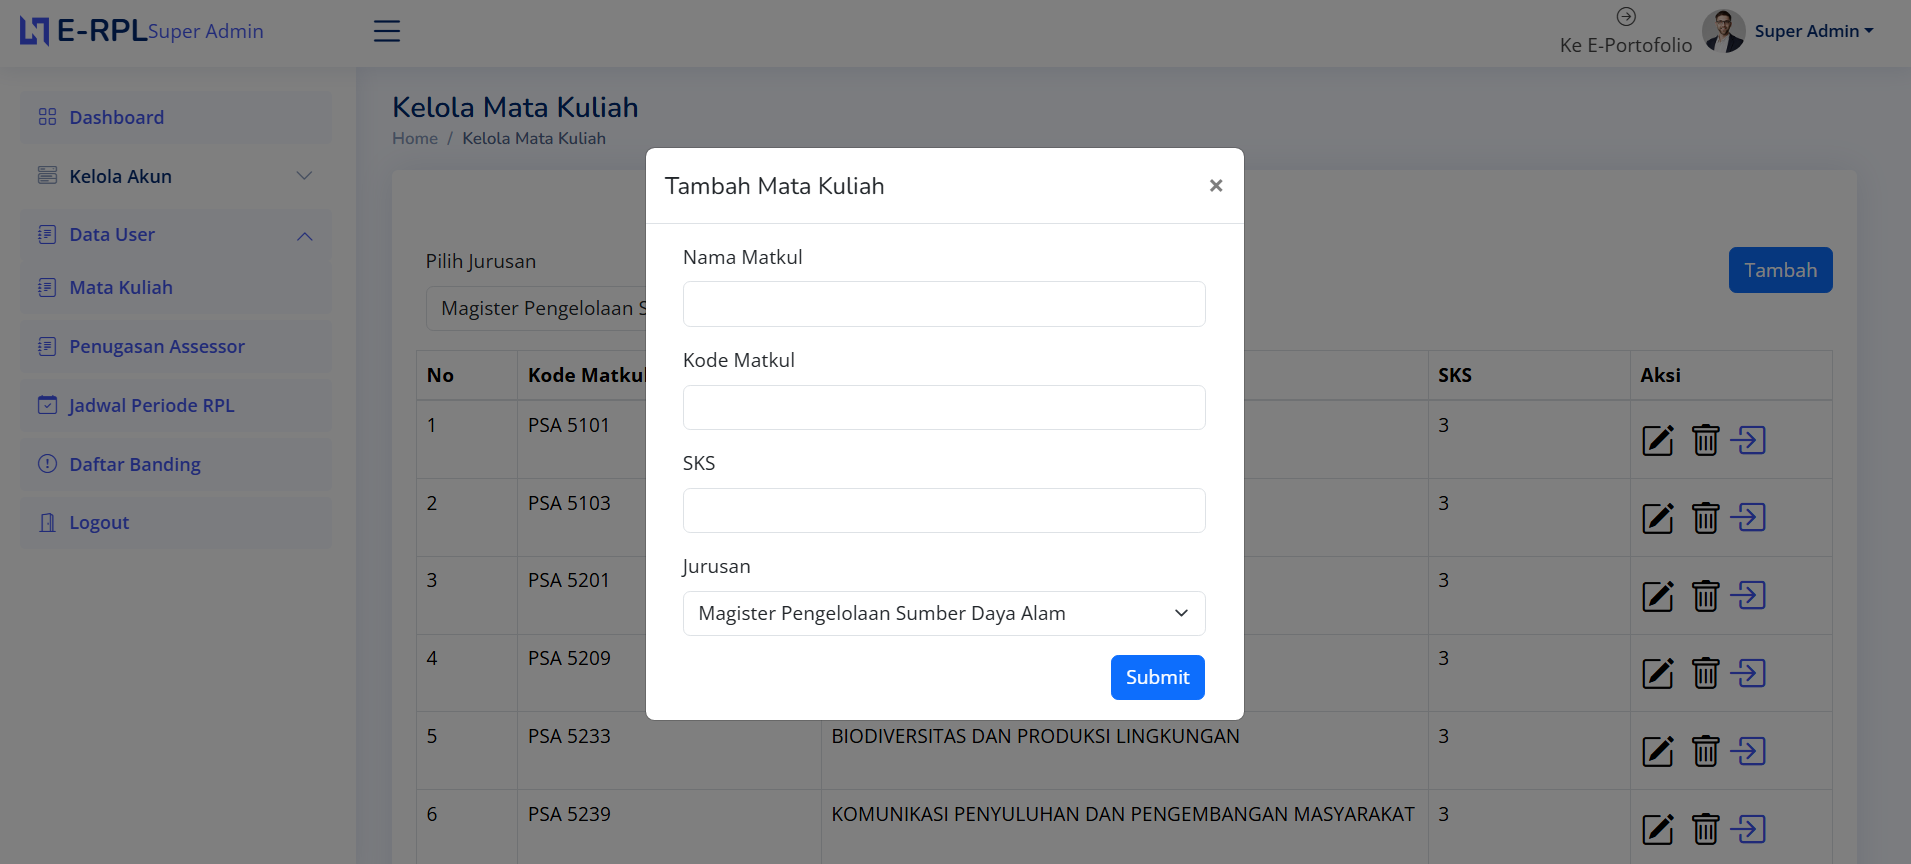 E-RPL Super Admin
Ke E-Portofolio
Super Admin
Dashboard
Kelola Akun
Data User
Mata Kuliah
Penugasan Assessor
Jadwal Periode RPL
Daftar Banding
Logout
Kelola Mata Kuliah
Home / Kelola Mata Kuliah
Pilih Jurusan
Magister Pengelolaan
Tambah
No Kode Matkul SKS Aksi
1 PSA 5101 3
2 PSA 5103 3
3 PSA 5201 3
4 PSA 5209 3
5 PSA 5233 BIODIVERSITAS DAN PRODUKSI LINGKUNGAN 3
6 PSA 5239 KOMUNIKASI PENYULUHAN DAN PENGEMBANGAN MASYARAKAT 3
Tambah Mata Kuliah ×
Nama Matkul
Kode Matkul
SKS
Jurusan
Magister Pengelolaan Sumber Daya Alam
Submit